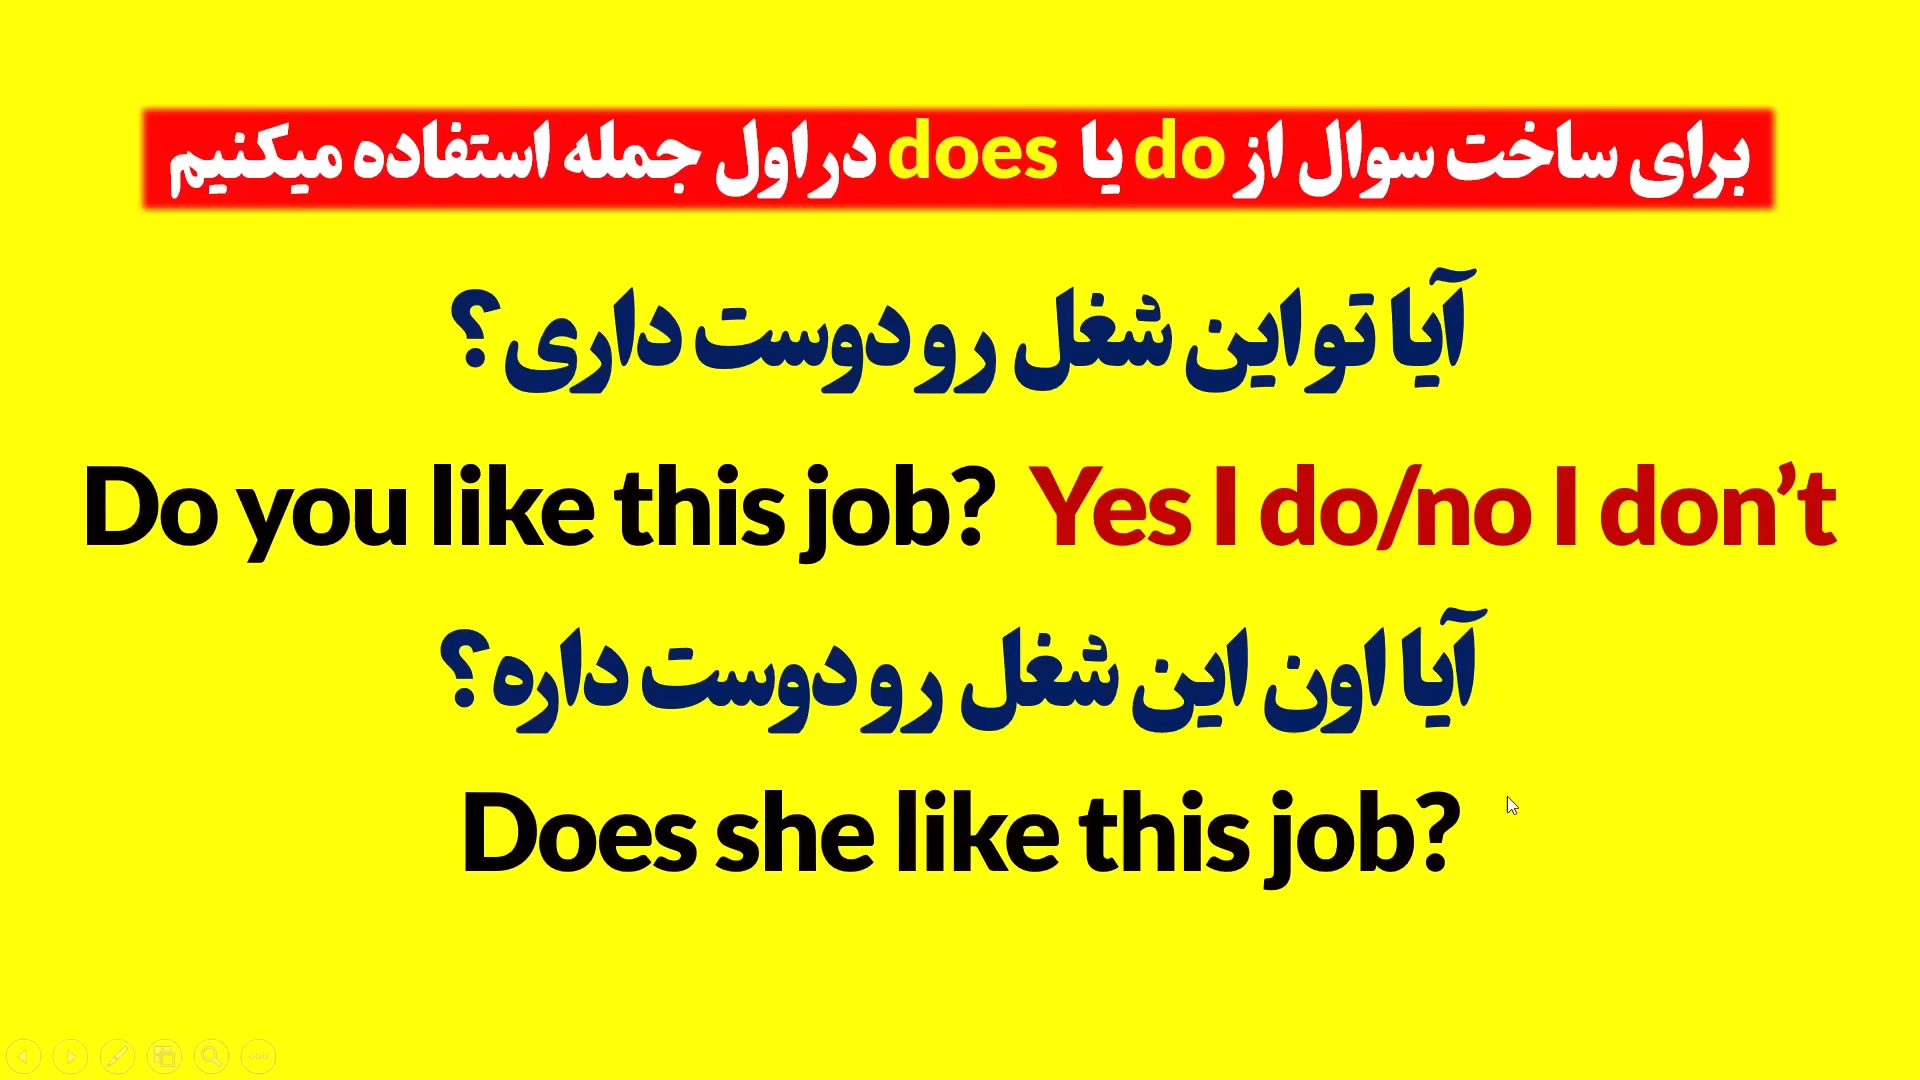 برای ساخت سوال از do یا does در اول جمله استفاده میکنیم
آیا تو این شغل رو دوست داری؟
Do you like this job? Yes I do/no I don’t
آیا اون این شغل رو دوست داره؟
Does she like this job?